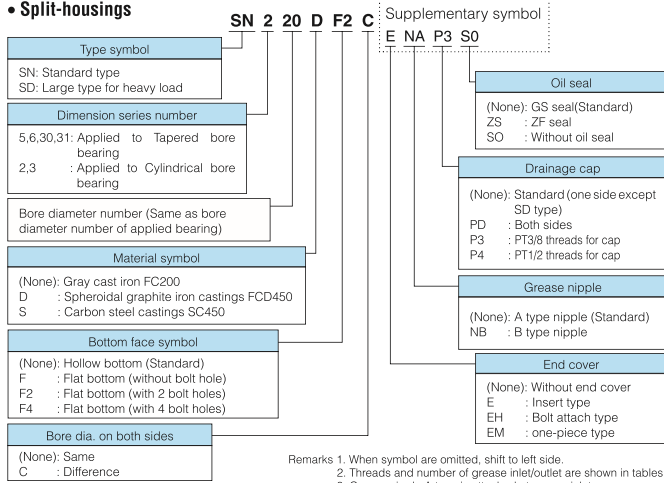 • Split-housings
SN 2 20 D F2 C
Supplementary symbol
E NA P3 S0
Type symbol
SN: Standard type
SD: Large type for heavy load
Dimension series number
5,6,30,31: Applied to Tapered bore
bearing
2,3 : Applied to Cylindrical bore
bearing
Bore diameter number (Same as bore
diameter number of applied bearing)
Material symbol
(None): Gray cast iron FC200
D : Spheroidal graphite iron castings FCD450
S : Carbon steel castings SC450
Bottom face symbol
(None): Hollow bottom (Standard)
F : Flat bottom (without bolt hole)
F2 : Flat bottom (with 2 bolt holes)
F4 : Flat bottom (with 4 bolt holes)
Bore dia. on both sides
(None): Same
C : Difference
Oil seal
(None): GS seal(Standard)
ZS : ZF seal
SO : Without oil seal
Drainage cap
(None): Standard (one side except
SD type)
PD : Both sides
P3 : PT3/8 threads for cap
P4 : PT1/2 threads for cap
Grease nipple
(None): A type nipple (Standard)
NB : B type nipple
End cover
(None): Without end cover
E : Insert type
EH : Bolt attach type
EM : one-piece type
Remarks 1. When symbol are omitted, shift to left side.
2. Threads and number of grease inlet/outlet are shown in tables